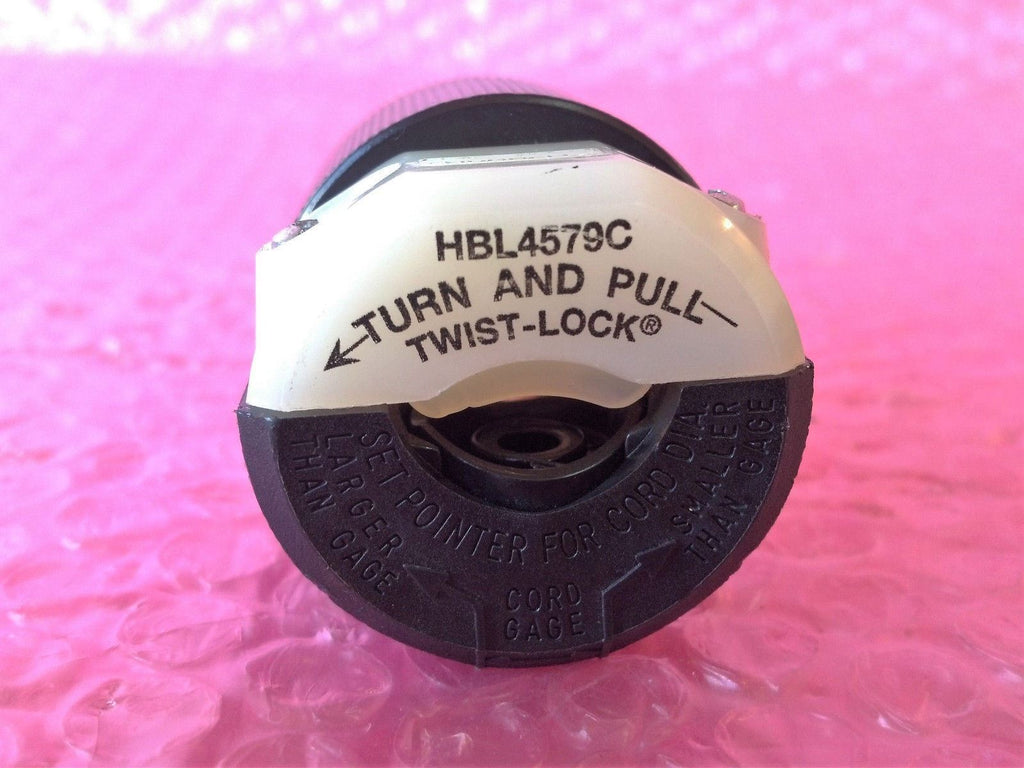 HBL4579C
TURN AND PULL
TWIST-LOCK®
SET POINTER FOR CORD DIA
LARGER
THAN GAGE
SMALLER
THAN GAGE
CORD
GAGE